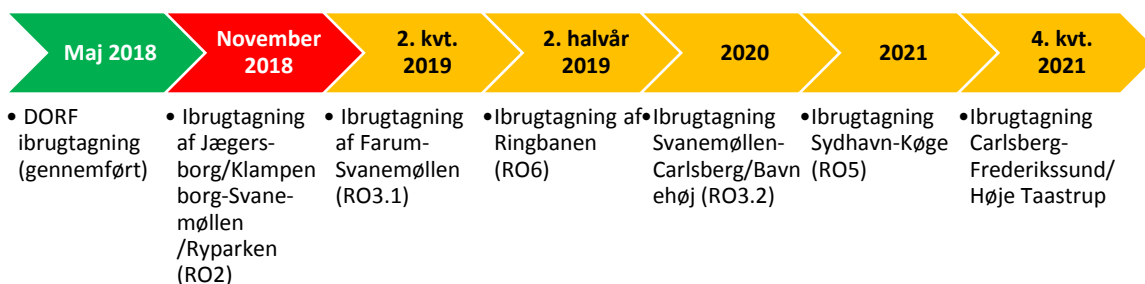 Maj 2018
November
2018
2. kvt.
2019
2. halvår
2019
2020
2021
4. kvt.
2021
• DORF
ibrugtagning
(gennemført)
• Ibrugtagning
af Jægers-
borg/Klampen
borg-Svane-
møllen
/Ryparken
(RO2)
• Ibrugtagning
af Farum-
Svanemøllen
(RO3.1)
•Ibrugtagning af
Ringbanen
(RO6)
•Ibrugtagning
Svanemøllen-
Carlsberg/Bavn
ehøj (RO3.2)
•Ibrugtagning
Sydhavn-Køge
(RO5)
•Ibrugtagning
Carlsberg-
Frederikssund/
Høje Taastrup